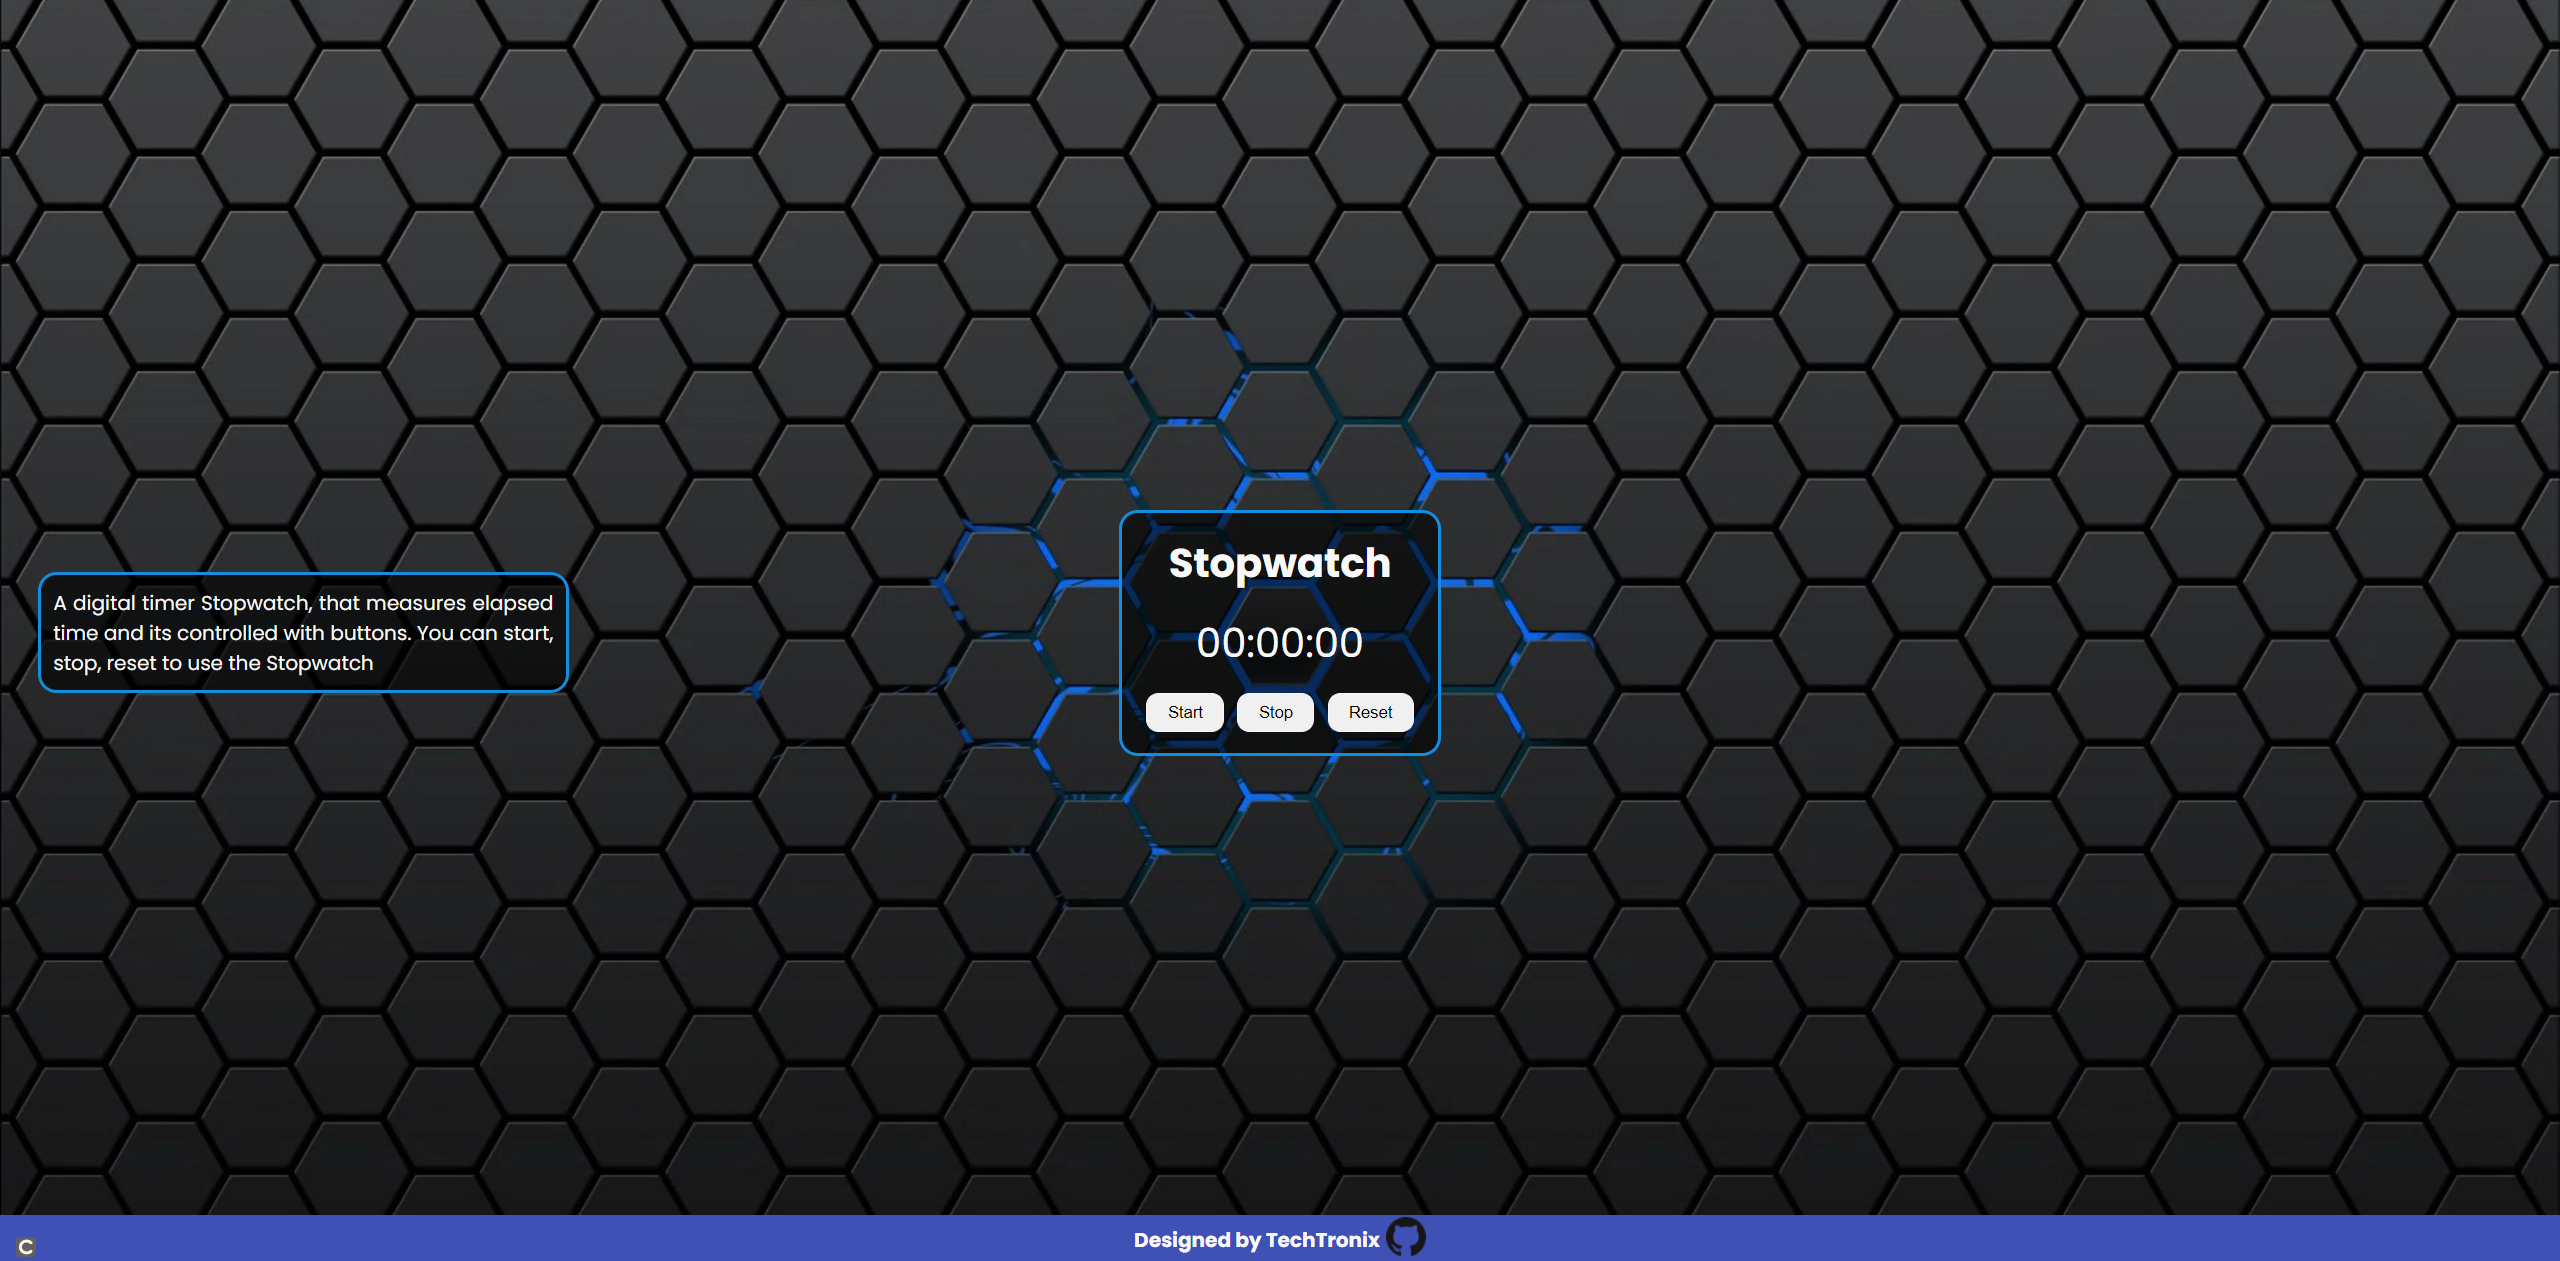 A digital timer Stopwatch, that measures elapsed
time and its controlled with buttons. You can start,
stop, reset to use the Stopwatch
Stopwatch
00:00:00
Start Stop Reset
Designed by TechTronix
C